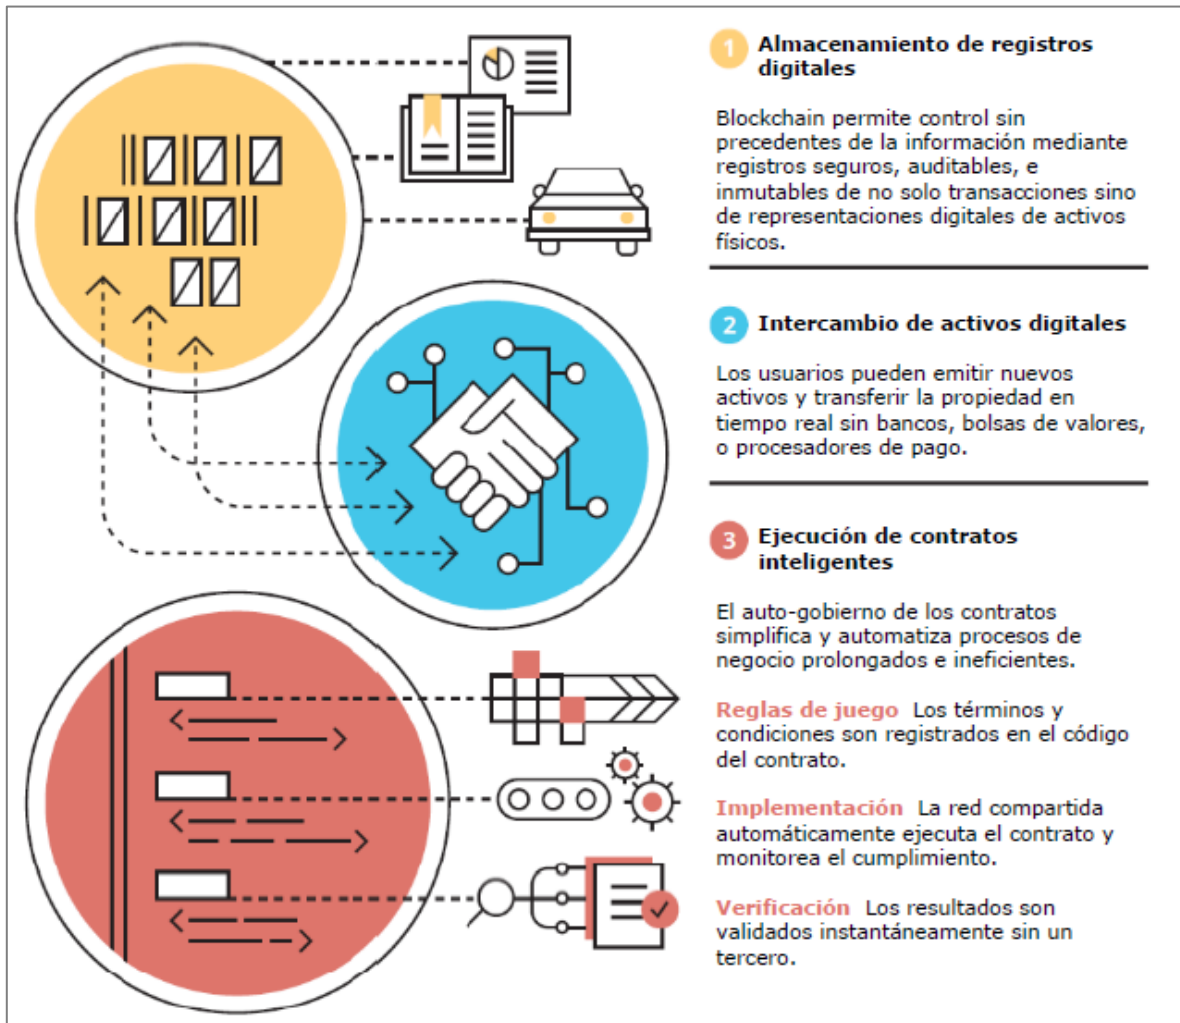 1 Almacenamiento de registros
digitales
Blockchain permite control sin
precedentes de la información mediante
registros seguros, auditables, e
inmutables de no solo transacciones sino
de representaciones digitales de activos
físicos.
2 Intercambio de activos digitales
Los usuarios pueden emitir nuevos
activos y transferir la propiedad en
tiempo real sin bancos, bolsas de valores,
o procesadores de pago.
3 Ejecución de contratos
inteligentes
El auto-gobierno de los contratos
simplifica y automatiza procesos de
negocio prolongados e ineficientes.
Reglas de juego Los términos y
condiciones son registrados en el código
del contrato.
Implementación La red compartida
automáticamente ejecuta el contrato y
monitorea el cumplimiento.
Verificación Los resultados son
validados instantáneamente sin un
tercero.